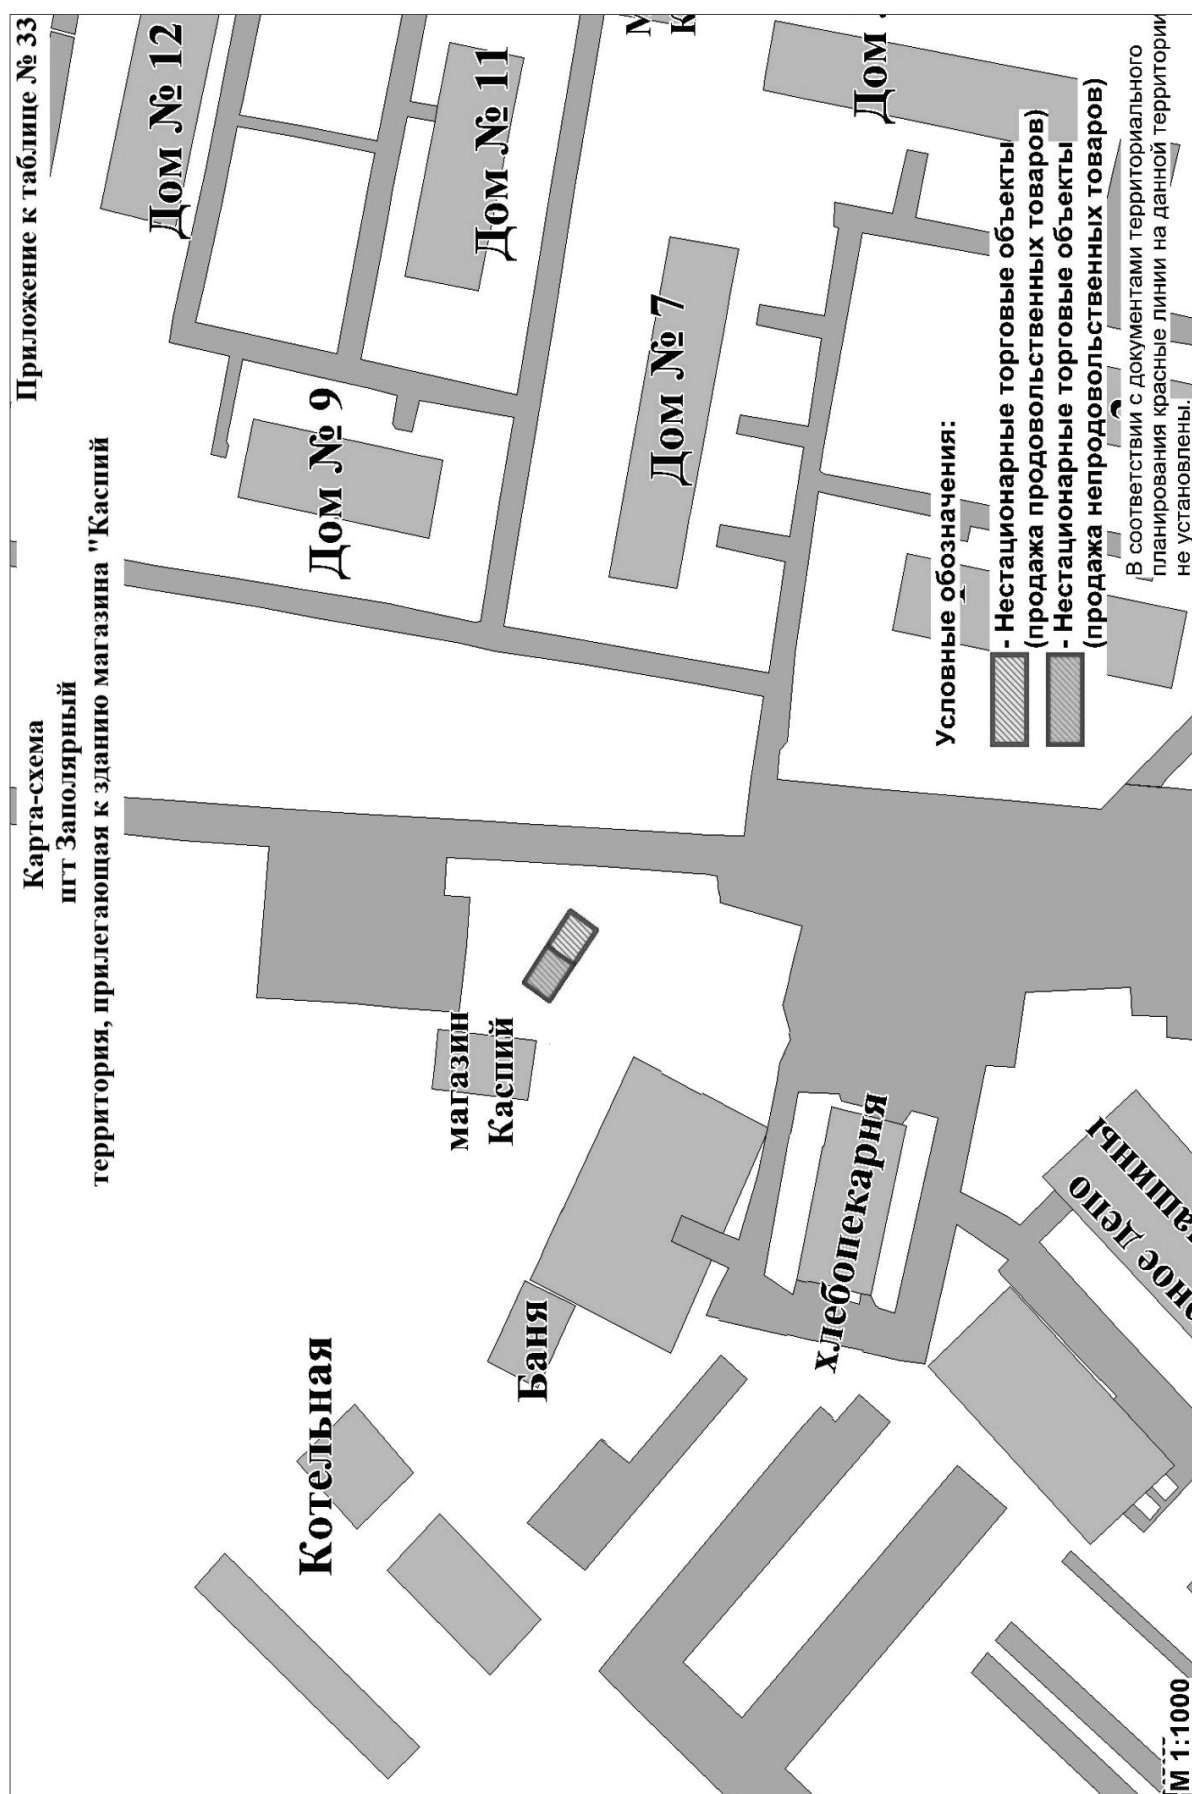 Приложение к таблице № 33
Карта-схема
пгт Заполярный
территория, прилегающая к зданию магазина "Каспий
Дом № 12
Дом № 11
Дом № 9
Дом № 7
Дом
М
К
магазин
Каспий
Котельная
Баня
хлебопекарня
рное депо
машины
Условные обозначения:
- Нестационарные торговые объекты
(продажа продовольственных товаров)
- Нестационарные торговые объекты
(продажа непродовольственных товаров)
В соответствии с документами территориального
планирования красные линии на данной территории
не установлены.
М 1:1000